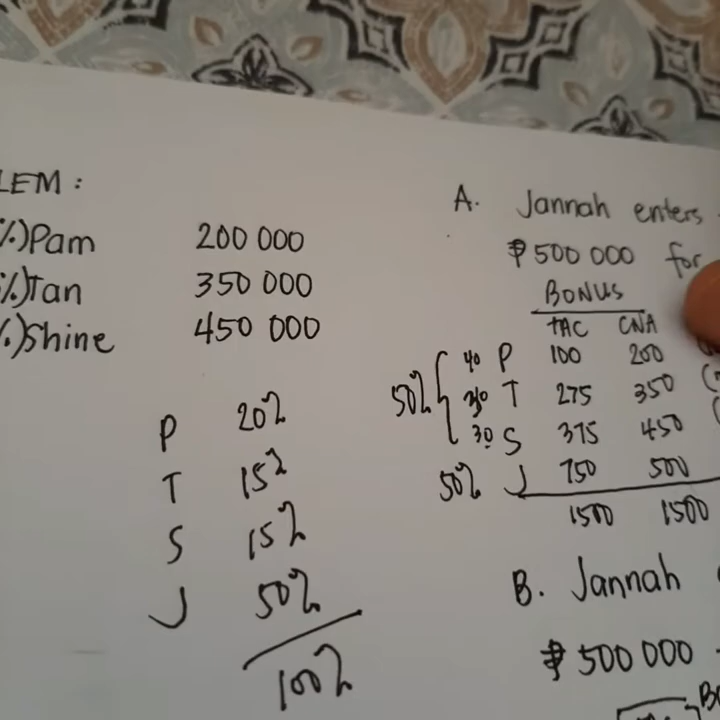 LEM :
%)Pam 200 000
%)Tan 350 000
%)Shine 450 000
P 20%
T 15%
S 15%
J 50%
100%
A. Jannah enters
₱500 000 for
BONUS
TAC CNA
50% { 40 P 100 200
30 T 275 350
30 S 375 450
50% J 750 500
1500 1500
B. Jannah
₱500 000